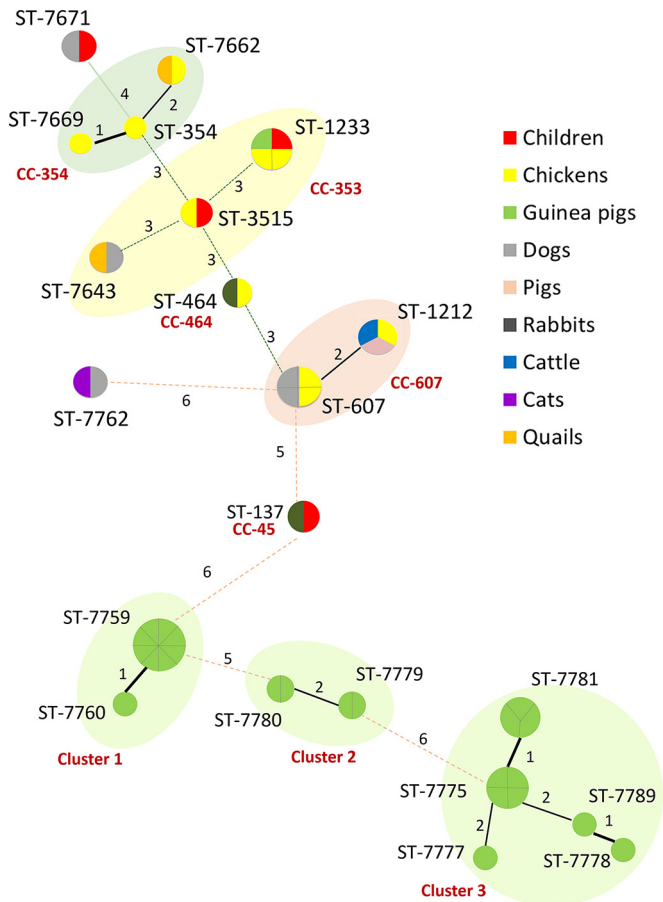 ST-7671
ST-7662
4
2
ST-7669
1
ST-354
CC-354
3
ST-1233
3
CC-353
ST-3515
3
3
ST-7643
ST-464
CC-464
3
ST-1212
2
CC-607
ST-607
ST-7762
6
5
ST-137
CC-45
6
ST-7759
1
ST-7760
Cluster 1
5
ST-7779
2
ST-7780
Cluster 2
6
ST-7781
1
ST-7775
2
ST-7789
2
1
ST-7777
ST-7778
Cluster 3
Children
Chickens
Guinea pigs
Dogs
Pigs
Rabbits
Cattle
Cats
Quails